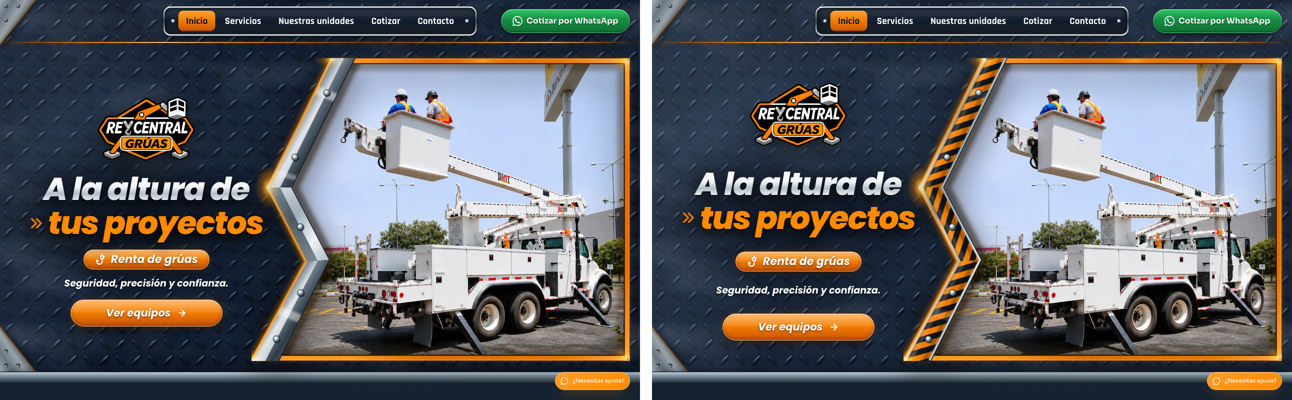 Inicio Servicios Nuestras unidades Cotizar Contacto
Cotizar por WhatsApp
REY CENTRAL
GRÚAS
A la altura de
» tus proyectos
Renta de grúas
Seguridad, precisión y confianza.
Ver equipos →
¿Necesitas ayuda?
Inicio Servicios Nuestras unidades Cotizar Contacto
Cotizar por WhatsApp
REY CENTRAL
GRÚAS
A la altura de
» tus proyectos
Renta de grúas
Seguridad, precisión y confianza.
Ver equipos →
¿Necesitas ayuda?